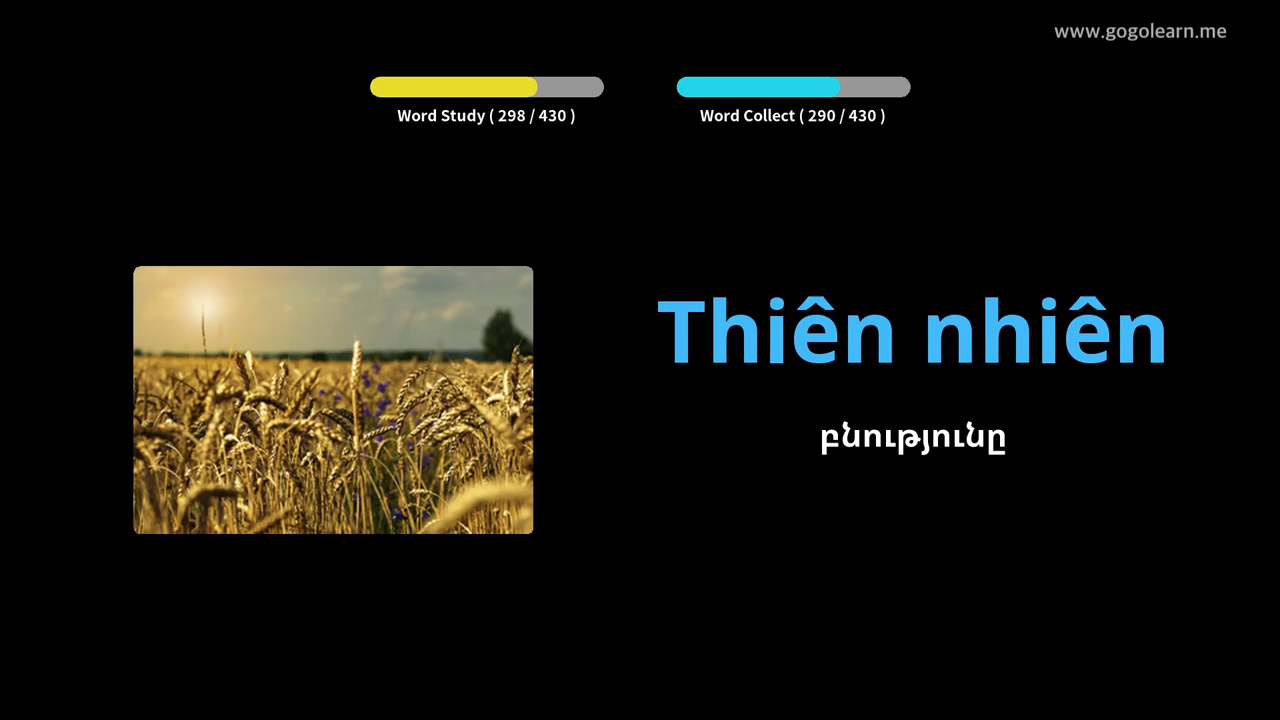 www.gogolearn.me
Word Study ( 298 / 430 )
Word Collect ( 290 / 430 )
Thiên nhiên
բնությունը